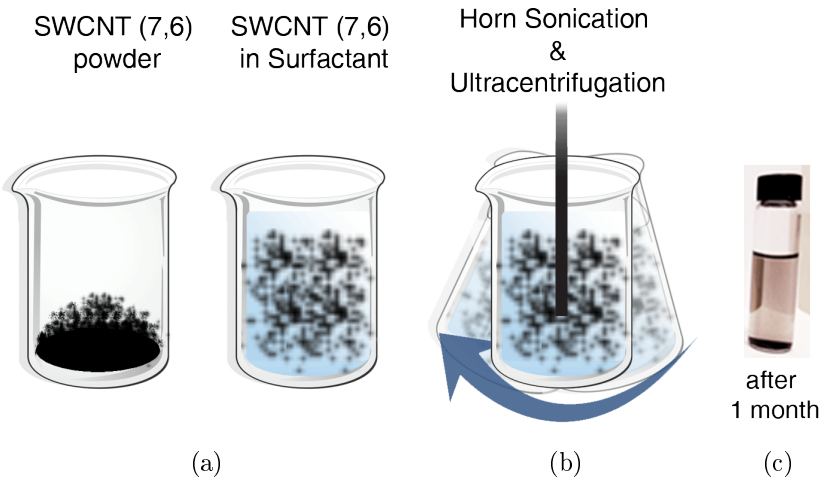 SWCNT (7,6)
powder
SWCNT (7,6)
in Surfactant
Horn Sonication
&
Ultracentrifugation
after
1 month
(a)
(b)
(c)